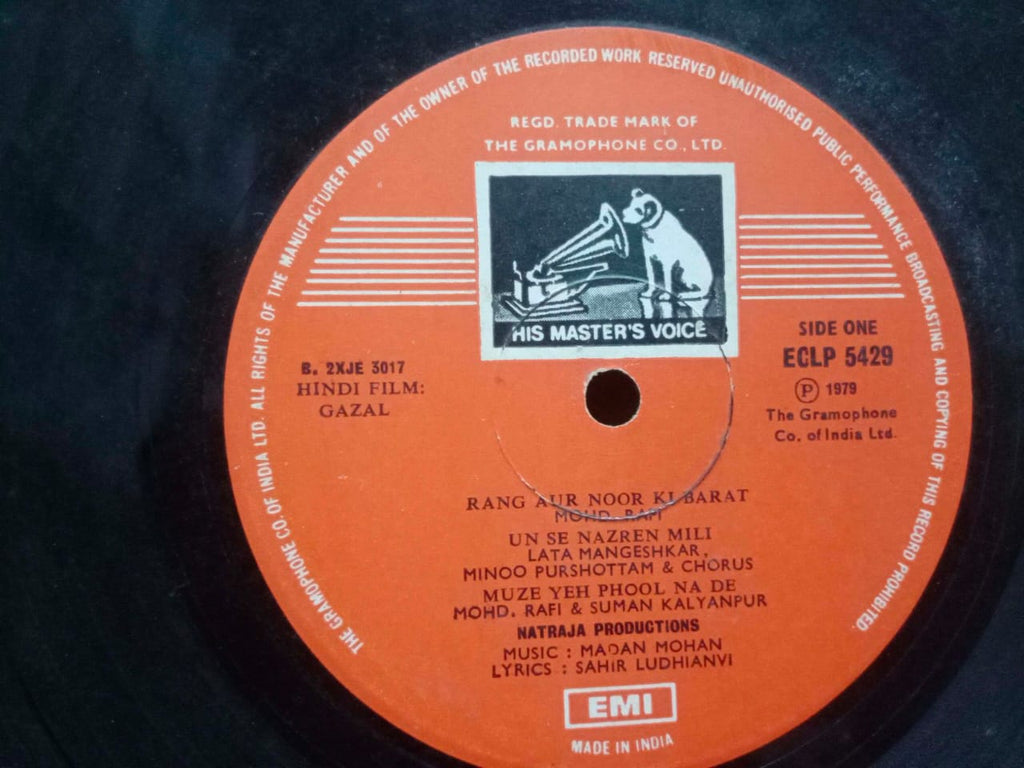 THE GRAMOPHONE CO. OF INDIA LTD. ALL RIGHTS OF THE MANUFACTURER AND OF THE OWNER OF THE RECORDED WORK RESERVED UNAUTHORISED PUBLIC PERFORMANCE BROADCASTING AND COPYING OF THIS RECORD PROHIBITED.
REGD. TRADE MARK OF
THE GRAMOPHONE CO., LTD.
HIS MASTER'S VOICE
B. 2XJE 3017
HINDI FILM:
GAZAL
SIDE ONE
ECLP 5429
Ⓟ 1979
The Gramophone
Co. of India Ltd.
RANG AUR NOOR KI BARAT
MOHD. RAFI
UN SE NAZREN MILI
LATA MANGESHKAR,
MINOO PURSHOTTAM & CHORUS
MUZE YEH PHOOL NA DE
MOHD. RAFI & SUMAN KALYANPUR
NATRAJA PRODUCTIONS
MUSIC : MADAN MOHAN
LYRICS : SAHIR LUDHIANVI
EMI
MADE IN INDIA